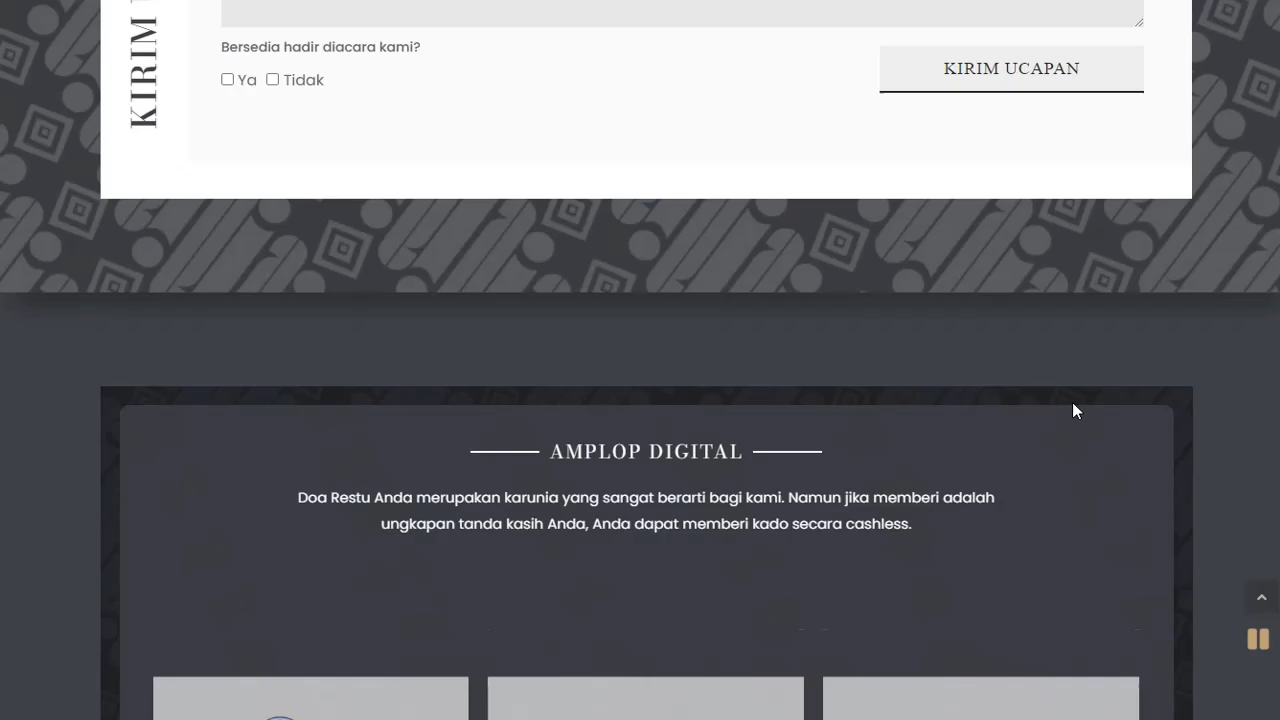 KIRIM
Bersedia hadir diacara kami?
Ya Tidak
KIRIM UCAPAN
AMPLOP DIGITAL
Doa Restu Anda merupakan karunia yang sangat berarti bagi kami. Namun jika memberi adalah
ungkapan tanda kasih Anda, Anda dapat memberi kado secara cashless.